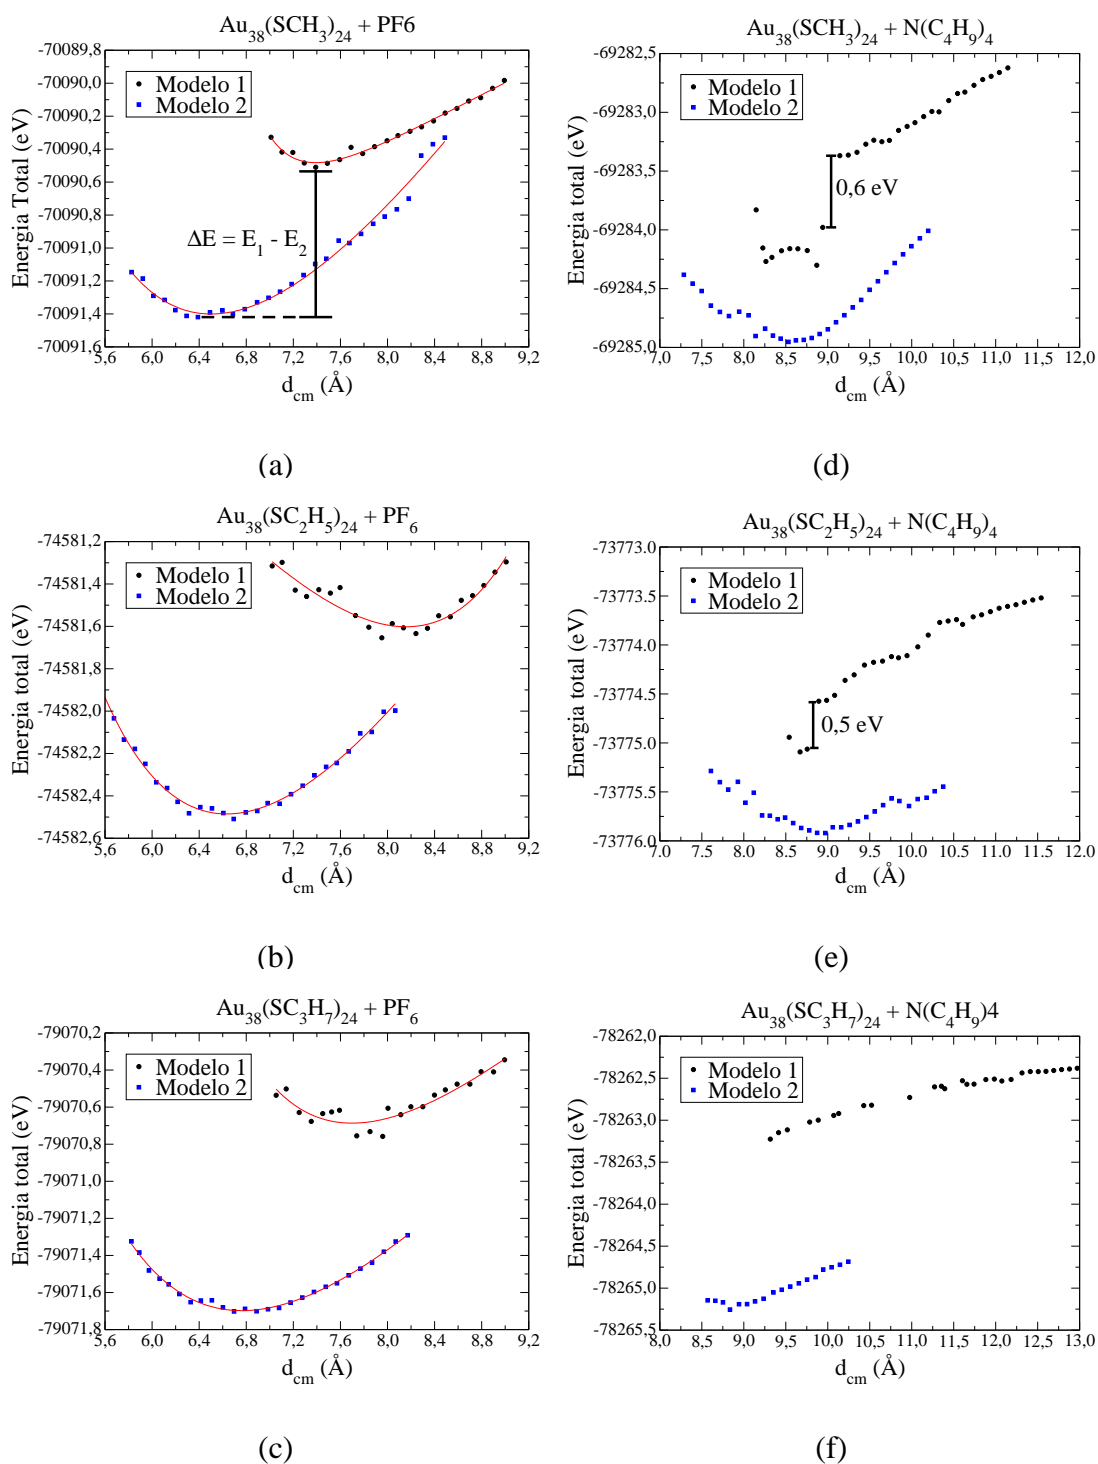 Au38(SCH3)24 + PF6
Energia Total (eV)
-70089,8
-70090,0
-70090,2
-70090,4
-70090,6
-70090,8
-70091,0
-70091,2
-70091,4
-70091,6
Modelo 1
Modelo 2
ΔE = E1 - E2
5,6 6,0 6,4 6,8 7,2 7,6 8,0 8,4 8,8 9,2
dcm (Å)
(a)
Au38(SCH3)24 + N(C4H9)4
Energia total (eV)
-69282,5
-69283,0
-69283,5
-69284,0
-69284,5
-69285,0
Modelo 1
Modelo 2
0,6 eV
7,0 7,5 8,0 8,5 9,0 9,5 10,0 10,5 11,0 11,5 12,0
dcm (Å)
(d)
Au38(SC2H5)24 + PF6
Energia total (eV)
-74581,2
-74581,4
-74581,6
-74581,8
-74582,0
-74582,2
-74582,4
-74582,6
Modelo 1
Modelo 2
5,6 6,0 6,4 6,8 7,2 7,6 8,0 8,4 8,8 9,2
dcm (Å)
(b)
Au38(SC2H5)24 + N(C4H9)4
Energia total (eV)
-73773.0
-73773.5
-73774.0
-73774.5
-73775.0
-73775.5
-73776.0
Modelo 1
Modelo 2
0,5 eV
7.0 7,5 8.0 8.5 9.0 9.5 10.0 10,5 11.0 11,5 12.0
dcm (Å)
(e)
Au38(SC3H7)24 + PF6
Energia total (eV)
-79070,2
-79070,4
-79070,6
-79070,8
-79071,0
-79071,2
-79071,4
-79071,6
-79071,8
Modelo 1
Modelo 2
5,6 6,0 6,4 6,8 7,2 7,6 8,0 8,4 8,8 9,2
dcm (Å)
(c)
Au38(SC3H7)24 + N(C4H9)4
Energia total (eV)
-78262,0
-78262,5
-78263,0
-78263,5
-78264,0
-78264,5
-78265,0
-78265,5
Modelo 1
Modelo 2
8,0 8,5 9,0 9,5 10,0 10,5 11,0 11,5 12,0 12,5 13,0
dcm (Å)
(f)